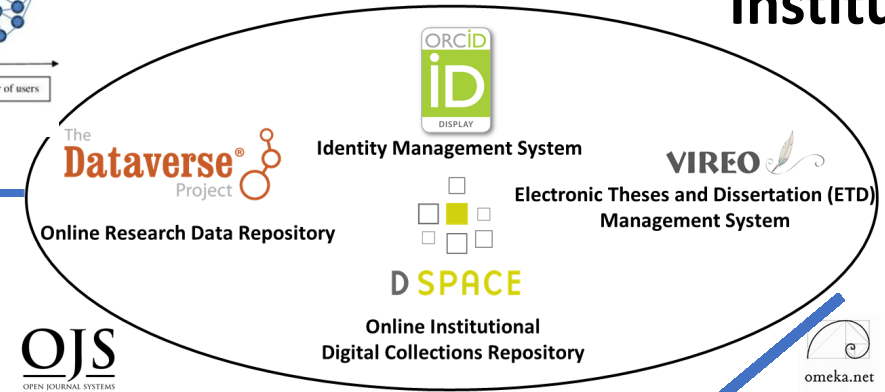 Institu
r of users
ORCiD
iD
DISPLAY
Identity Management System
The
Dataverse®
Project
Online Research Data Repository
VIREO
Electronic Theses and Dissertation (ETD)
Management System
D SPACE
Online Institutional
Digital Collections Repository
OJS
OPEN JOURNAL SYSTEMS
omeka.net